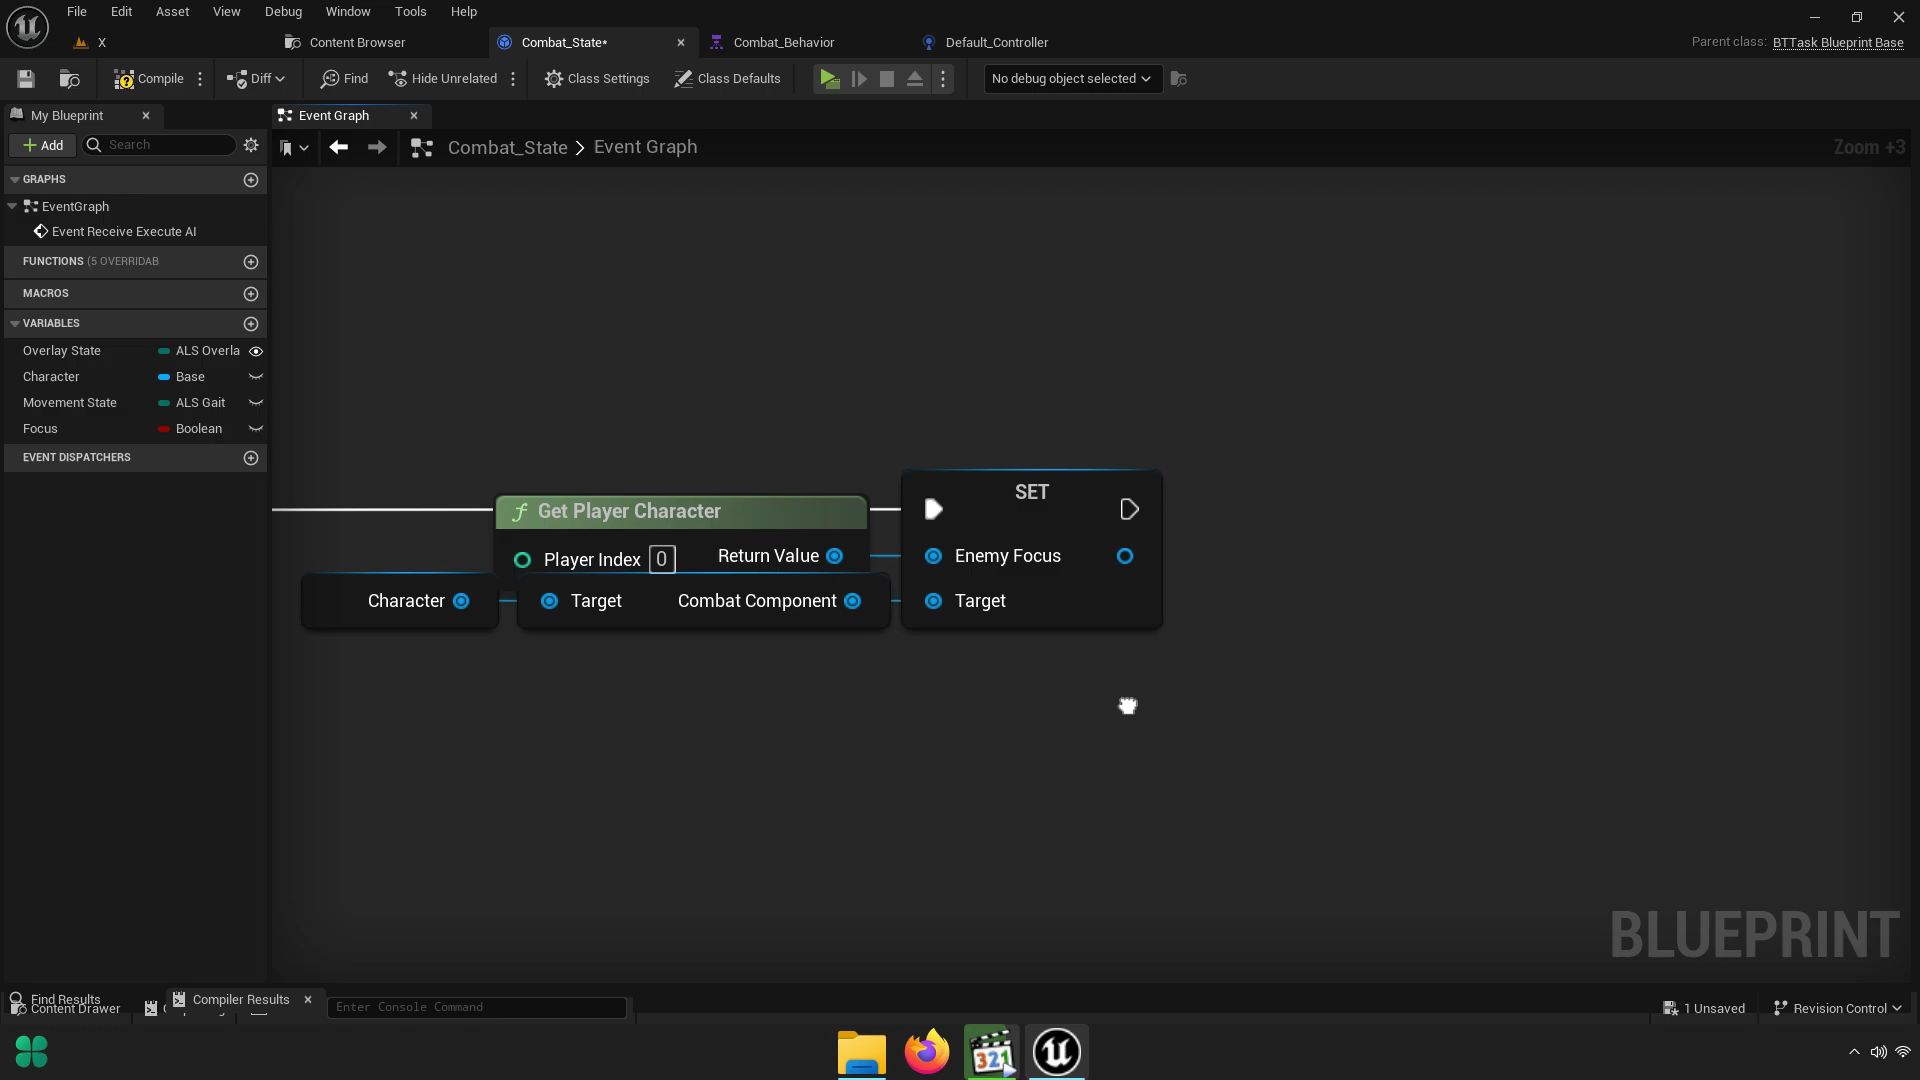 File Edit Asset View Debug Window Tools Help
X
Content Browser
Combat_State*
Combat_Behavior
Default_Controller
Parent class: BTTask Blueprint Base
Compile
Diff
Find
Hide Unrelated
Class Settings
Class Defaults
No debug object selected
My Blueprint
Event Graph
Add
Search
Combat_State > Event Graph
Zoom +3
GRAPHS
EventGraph
Event Receive Execute AI
FUNCTIONS (5 OVERRIDAB
MACROS
VARIABLES
Overlay State ALS Overla
Character Base
Movement State ALS Gait
Focus Boolean
EVENT DISPATCHERS
SET
f Get Player Character
Player Index 0 Return Value
Enemy Focus
Character
Target Combat Component
Target
BLUEPRINT
Find Results
Compiler Results
Content Drawer
Enter Console Command
1 Unsaved
Revision Control
321